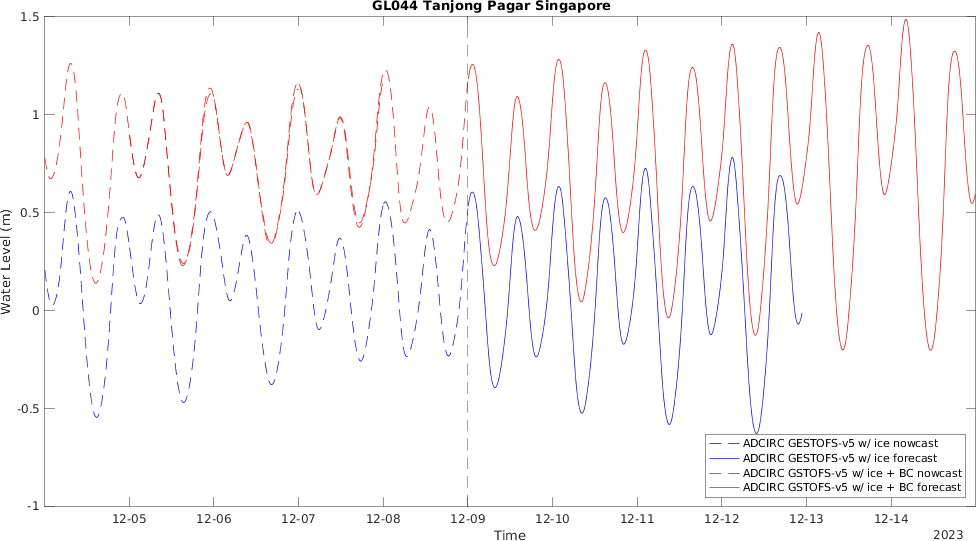 GL044 Tanjong Pagar Singapore
1.5
1
0.5
0
-0.5
-1
Water Level (m)
12-05 12-06 12-07 12-08 12-09 12-10 12-11 12-12 12-13 12-14
Time
2023
ADCIRC GESTOFS-v5 w/ ice nowcast
ADCIRC GESTOFS-v5 w/ ice forecast
ADCIRC GSTOFS-v5 w/ ice + BC nowcast
ADCIRC GSTOFS-v5 w/ ice + BC forecast